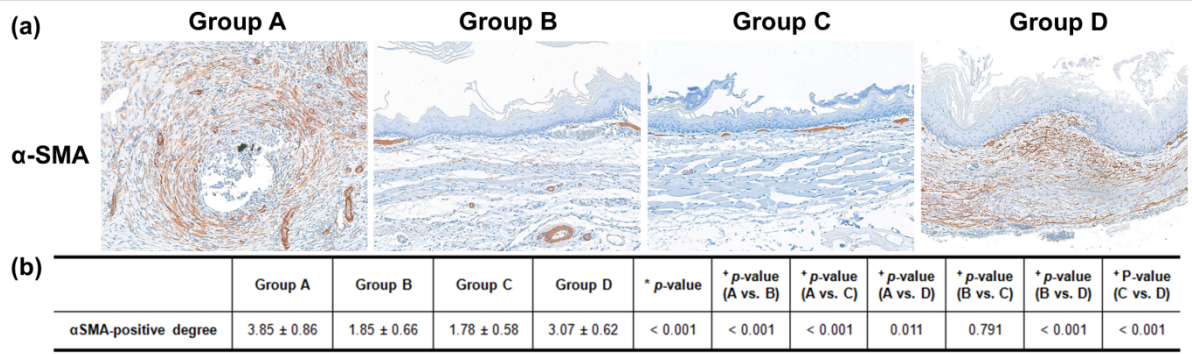 (a) Group A Group B Group C Group D
α-SMA
(b)
Group A Group B Group C Group D * p-value + p-value (A vs. B) + p-value (A vs. C) + p-value (A vs. D) + p-value (B vs. C) + p-value (B vs. D) + P-value (C vs. D)
αSMA-positive degree 3.85 ± 0.86 1.85 ± 0.66 1.78 ± 0.58 3.07 ± 0.62 < 0.001 < 0.001 < 0.001 0.011 0.791 < 0.001 < 0.001